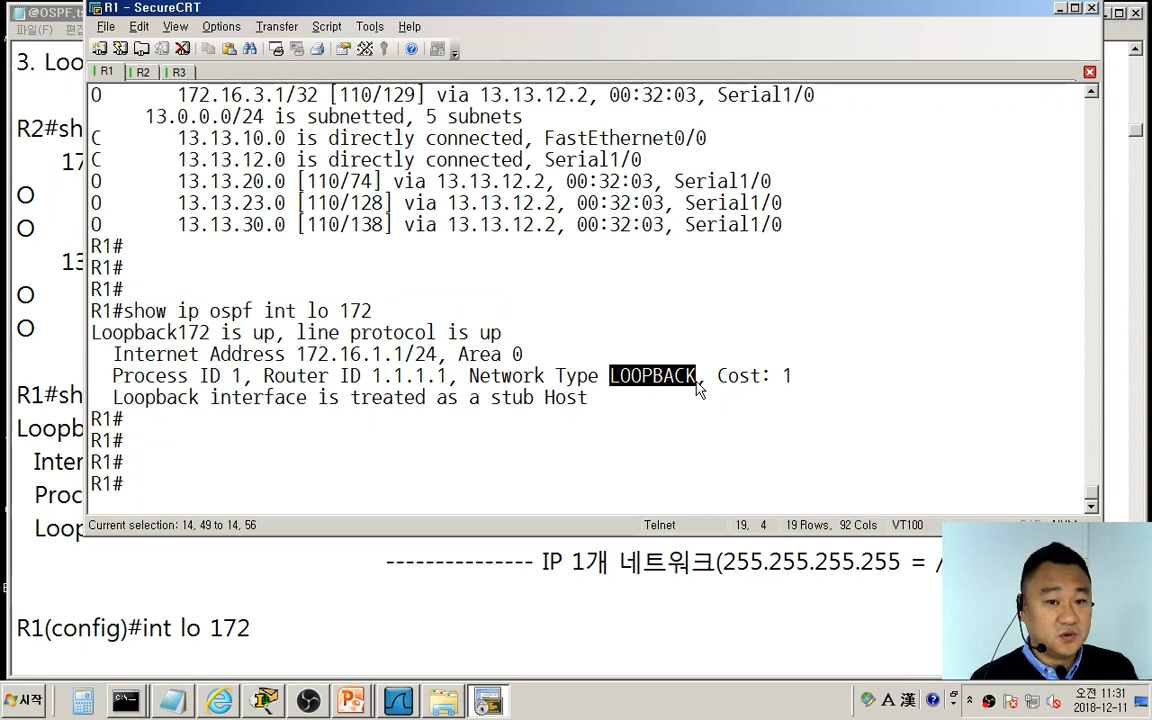 @OSPF.t
R1 - SecureCRT
파일(F)
File Edit View Options Transfer Script Tools Help
R1 R2 R3
3. Loo
R2#sh
17
O
O
13
O
O
R1#sh
Loopb
Inter
Proc
Loop
O 172.16.3.1/32 [110/129] via 13.13.12.2, 00:32:03, Serial1/0
13.0.0.0/24 is subnetted, 5 subnets
C 13.13.10.0 is directly connected, FastEthernet0/0
C 13.13.12.0 is directly connected, Serial1/0
O 13.13.20.0 [110/74] via 13.13.12.2, 00:32:03, Serial1/0
O 13.13.23.0 [110/128] via 13.13.12.2, 00:32:03, Serial1/0
O 13.13.30.0 [110/138] via 13.13.12.2, 00:32:03, Serial1/0
R1#
R1#
R1#
R1#show ip ospf int lo 172
Loopback172 is up, line protocol is up
Internet Address 172.16.1.1/24, Area 0
Process ID 1, Router ID 1.1.1.1, Network Type LOOPBACK, Cost: 1
Loopback interface is treated as a stub Host
R1#
R1#
R1#
R1#
Current selection: 14, 49 to 14, 56 Telnet 19, 4 19 Rows, 92 Cols VT100
--------------- IP 1개 네트워크(255.255.255.255 = /
R1(config)#int lo 172
시작
A 漢
오전 11:31
2018-12-11